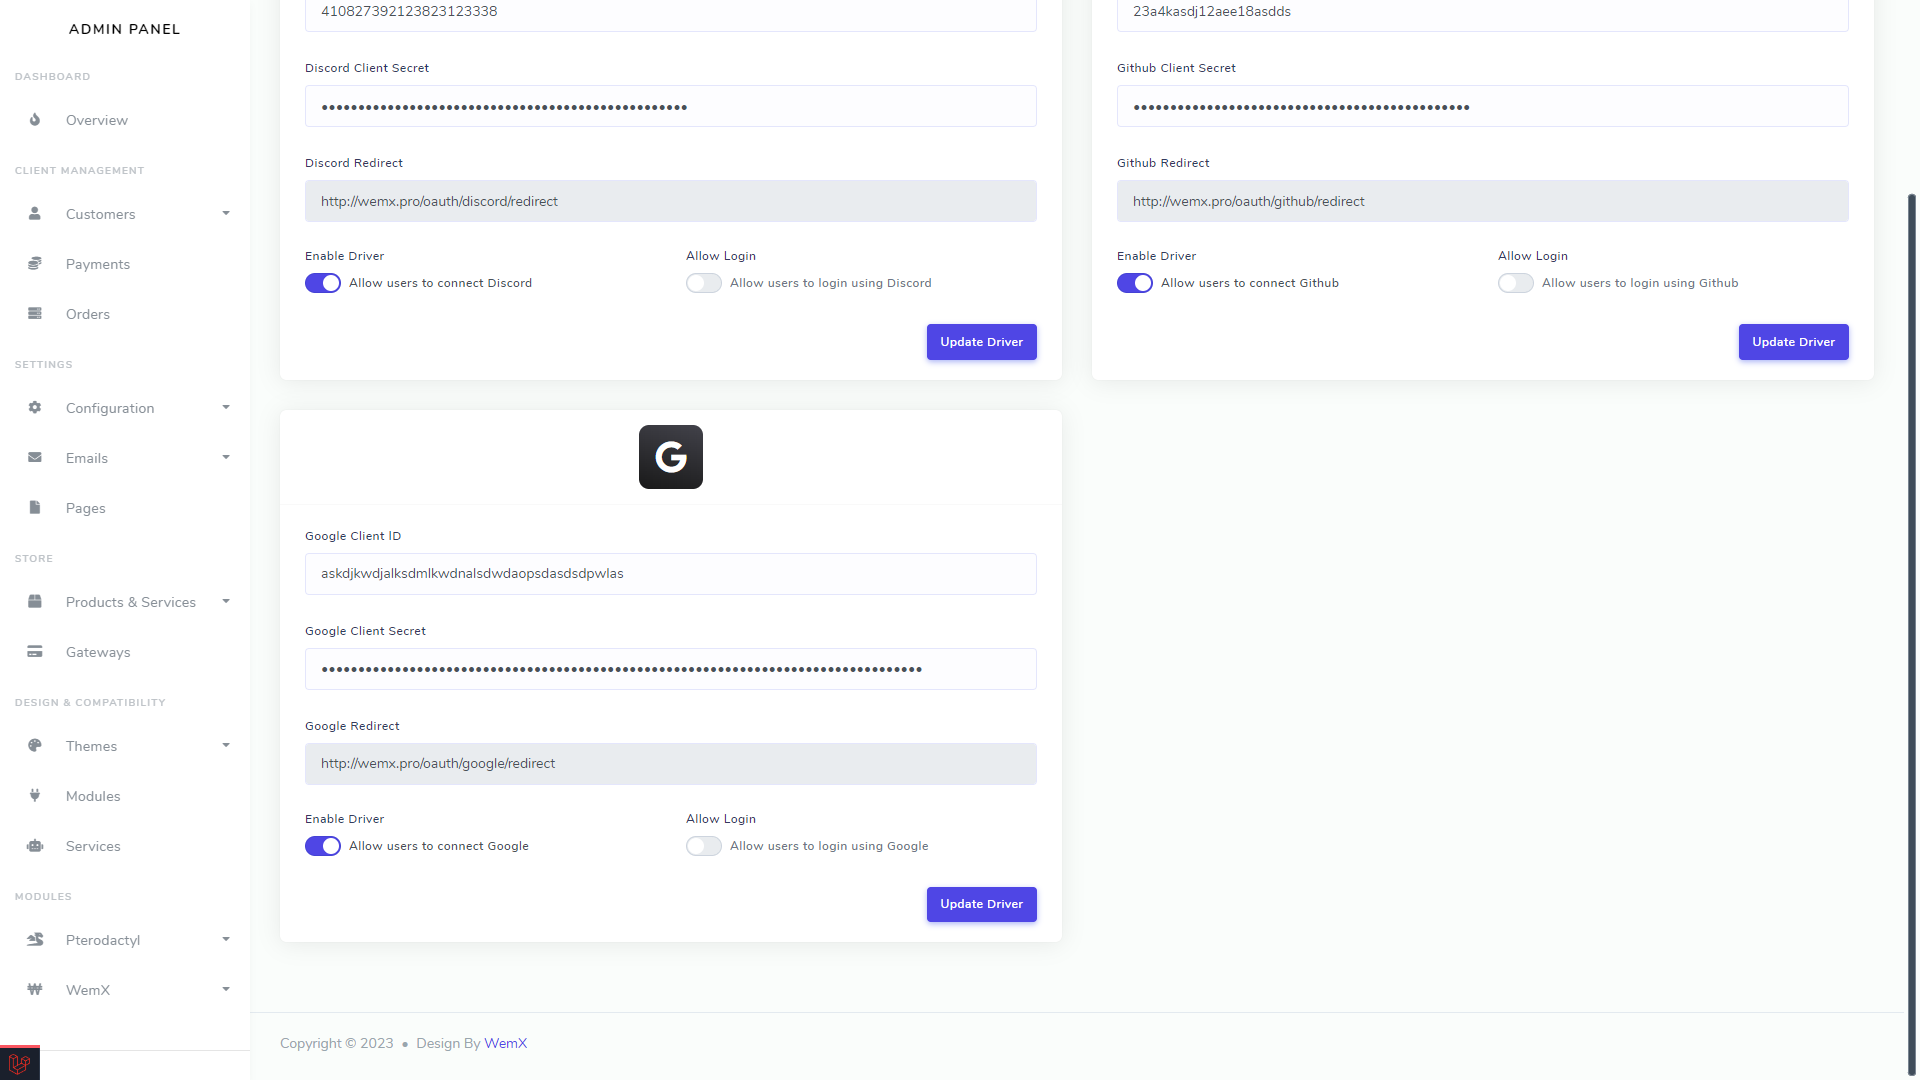 ADMIN PANEL
DASHBOARD
Overview
CLIENT MANAGEMENT
Customers
Payments
Orders
SETTINGS
Configuration
Emails
Pages
STORE
Products & Services
Gateways
DESIGN & COMPATIBILITY
Themes
Modules
Services
MODULES
Pterodactyl
WemX
410827392123823123338
Discord Client Secret
••••••••••••••••••••••••••••••••••••••••••••••••••
Discord Redirect
http://wemx.pro/oauth/discord/redirect
Enable Driver
Allow users to connect Discord
Allow Login
Allow users to login using Discord
Update Driver
23a4kasdj12aee18asdds
Github Client Secret
••••••••••••••••••••••••••••••••••••••••••••••
Github Redirect
http://wemx.pro/oauth/github/redirect
Enable Driver
Allow users to connect Github
Allow Login
Allow users to login using Github
Update Driver
G
Google Client ID
askdjkwdjalksdmlkwdnalsdwdaopsdasdsdpwlas
Google Client Secret
••••••••••••••••••••••••••••••••••••••••••••••••••••••••••••••••••••••••••••••••••
Google Redirect
http://wemx.pro/oauth/google/redirect
Enable Driver
Allow users to connect Google
Allow Login
Allow users to login using Google
Update Driver
Copyright © 2023 • Design By WemX